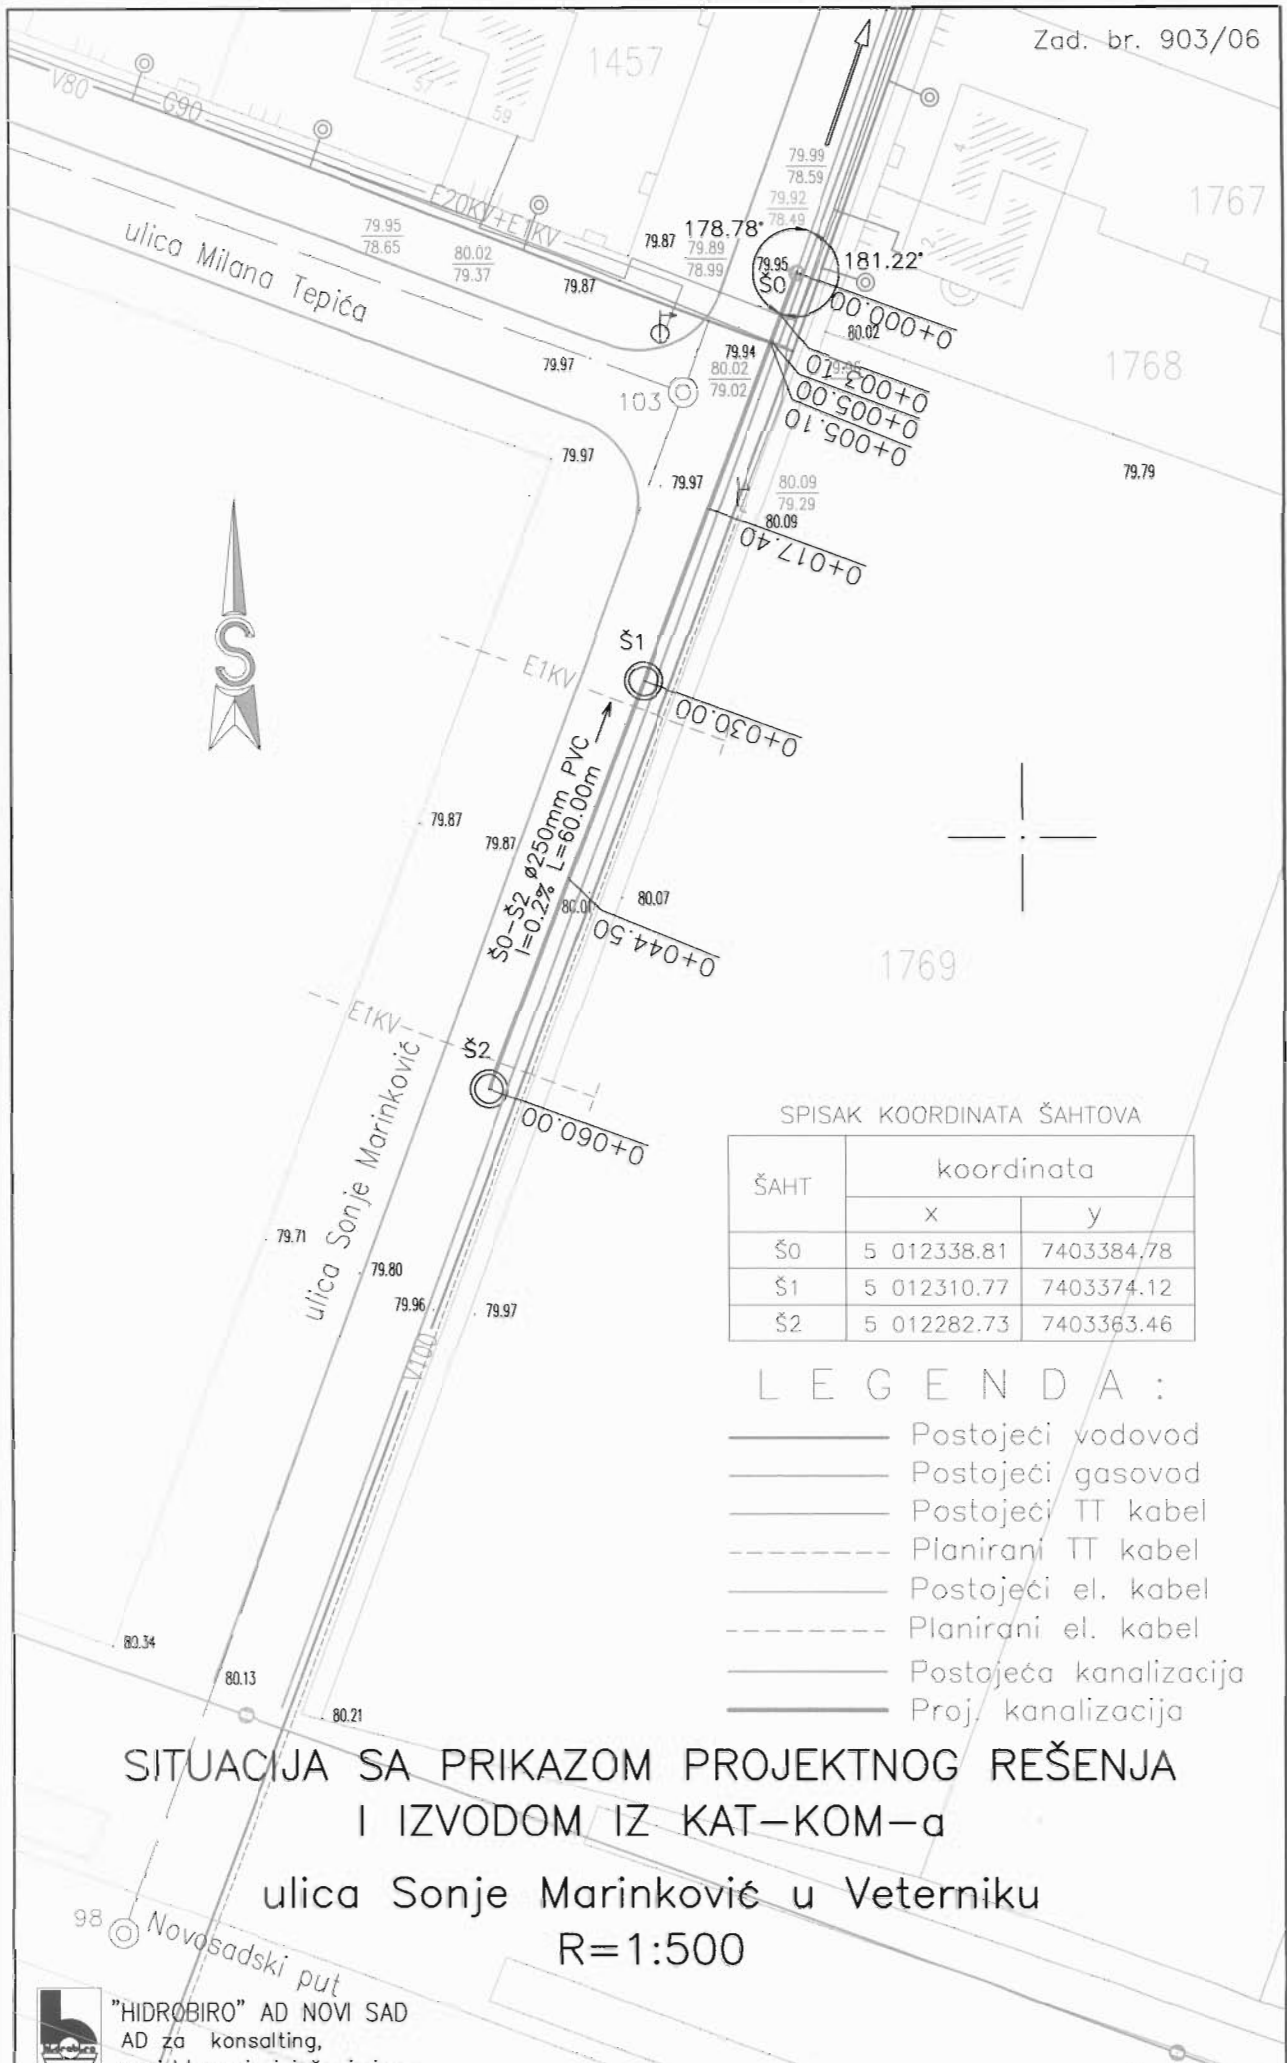 Zad. br. 903/06
1457
57
59
V80
G90
E20KV+E1KV
4
2
1767
79.99
78.59
79.92
78.49
79.95
78.65
80.02
79.37
79.87
79.87
178.78°
79.89
78.99
79.95
Š0
181.22°
0+000.00
80.02
ulica Milana Tepića
79.97
79.94
80.02
79.02
103
0+003.10
0+005.00
0+005.10
1768
79.97
79.97
80.09
79.29
80.09
79.79
0+017.40
S
Š1
E1KV
0+030.00
79.87
79.87
Š0-Š2 ø250mm PVC
I=0.2% L=60.00m
80.07
0+044.50
1769
E1KV
Š2
0+060.00
ulica Sonje Marinković
79.71
79.80
79.96
79.97
V100
SPISAK KOORDINATA ŠAHTOVA
ŠAHT koordinata
x y
Š0 5 012338.81 7403384.78
Š1 5 012310.77 7403374.12
Š2 5 012282.73 7403363.46
LEGENDA:
Postojeći vodovod
Postojeći gasovod
Postojeći TT kabel
Planirani TT kabel
Postojeći el. kabel
Planirani el. kabel
Postojeća kanalizacija
Proj. kanalizacija
80.34
80.13
80.21
SITUACIJA SA PRIKAZOM PROJEKTNOG REŠENJA
I IZVODOM IZ KAT-KOM-a
ulica Sonje Marinković u Veterniku
R=1:500
98
Novosadski put
"HIDROBIRO" AD NOVI SAD
AD za konsalting,